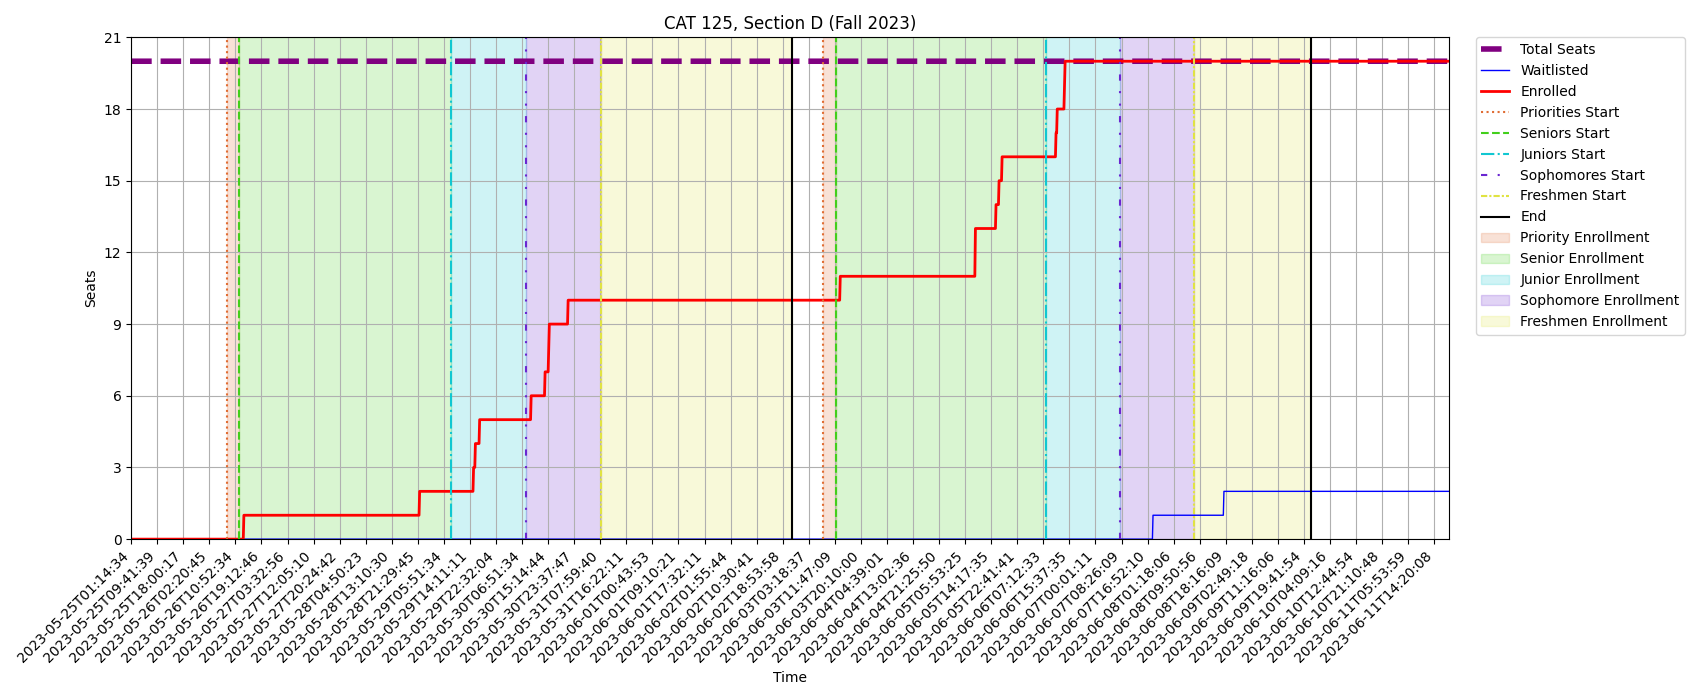 CAT 125, Section D (Fall 2023)
21
18
15
12
9
6
3
0
Seats
2023-05-25T01:14:34
2023-05-25T09:41:39
2023-05-25T18:00:17
2023-05-26T02:20:45
2023-05-26T10:52:34
2023-05-26T19:12:46
2023-05-27T03:32:56
2023-05-27T12:05:10
2023-05-27T20:24:42
2023-05-28T04:50:23
2023-05-28T13:10:30
2023-05-28T21:29:45
2023-05-29T05:51:34
2023-05-29T14:11:11
2023-05-29T22:32:04
2023-05-30T06:51:34
2023-05-30T15:14:44
2023-05-30T23:37:47
2023-05-31T07:59:40
2023-05-31T16:22:11
2023-06-01T00:43:53
2023-06-01T09:10:21
2023-06-01T17:32:11
2023-06-02T01:55:44
2023-06-02T10:30:41
2023-06-02T18:53:58
2023-06-03T03:18:37
2023-06-03T11:47:09
2023-06-03T20:10:00
2023-06-04T04:39:01
2023-06-04T13:02:36
2023-06-04T21:25:50
2023-06-05T05:53:25
2023-06-05T14:17:35
2023-06-05T22:41:41
2023-06-06T07:12:33
2023-06-06T15:37:35
2023-06-07T00:01:11
2023-06-07T08:26:09
2023-06-07T16:52:10
2023-06-08T01:18:06
2023-06-08T09:50:56
2023-06-08T18:16:09
2023-06-09T02:49:18
2023-06-09T11:16:06
2023-06-09T19:41:54
2023-06-10T04:09:16
2023-06-10T12:44:54
2023-06-10T21:10:48
2023-06-11T05:53:59
2023-06-11T14:20:08
Time
Total Seats
Waitlisted
Enrolled
Priorities Start
Seniors Start
Juniors Start
Sophomores Start
Freshmen Start
End
Priority Enrollment
Senior Enrollment
Junior Enrollment
Sophomore Enrollment
Freshmen Enrollment